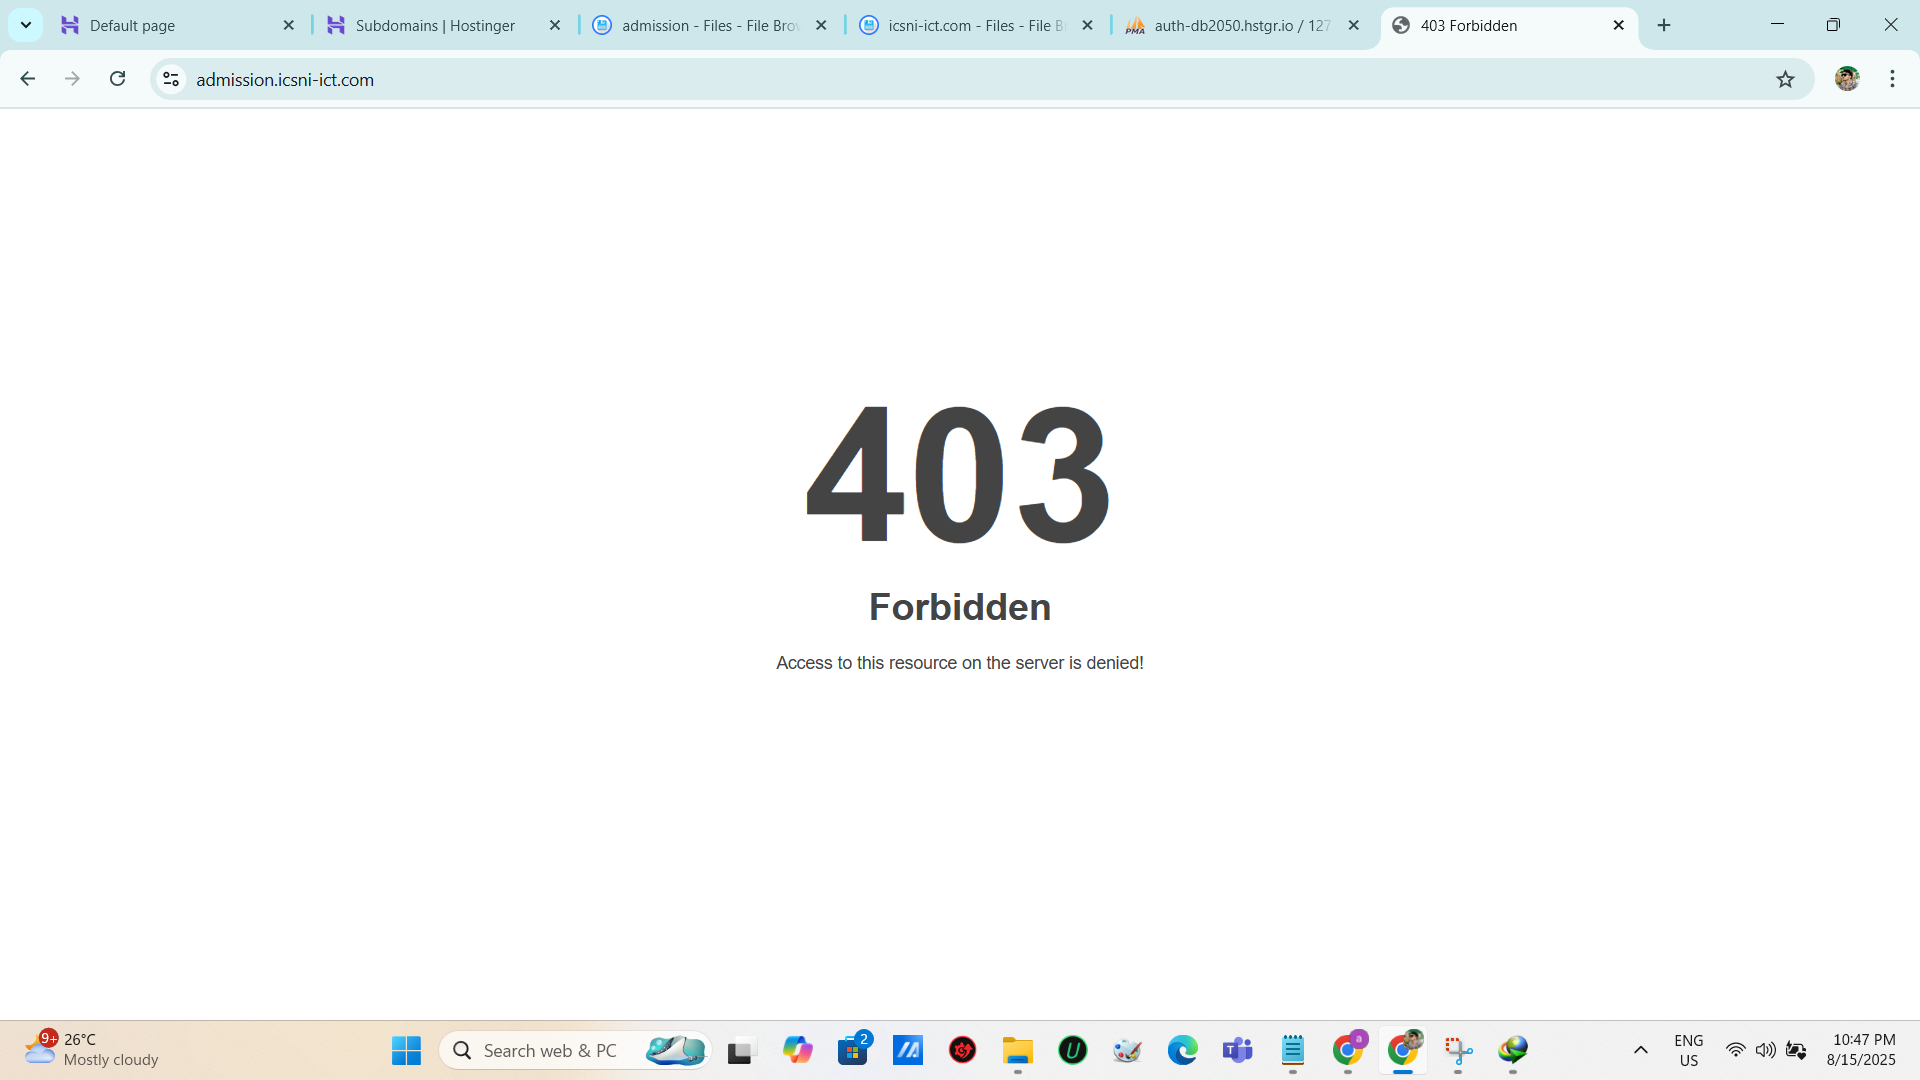 Default page
Subdomains | Hostinger
admission - Files - File Brow
icsni-ict.com - Files - File B
auth-db2050.hstgr.io / 127
403 Forbidden
admission.icsni-ict.com
403
Forbidden
Access to this resource on the server is denied!
9+
26°C
Mostly cloudy
Search web & PC
2
a
ENG
US
10:47 PM
8/15/2025